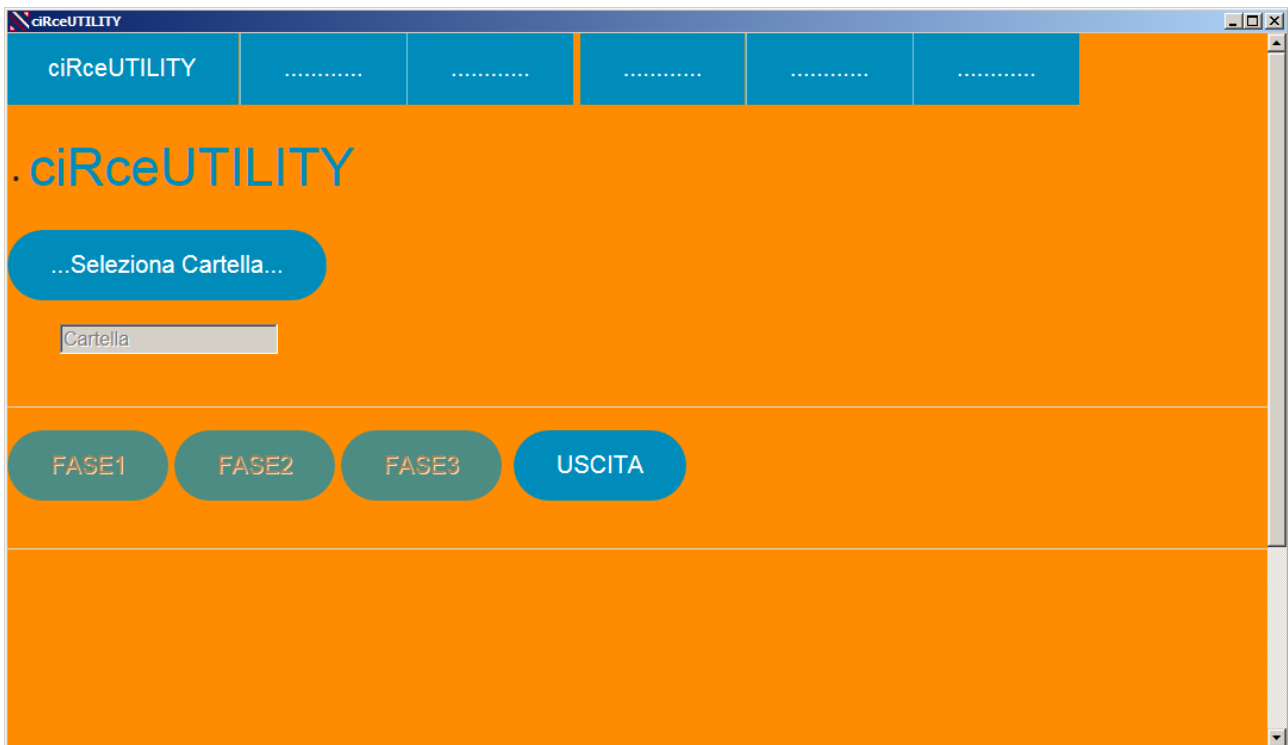 ciRceUTILITY
ciRceUTILITY ............ ............ ............ ............ ............
ciRceUTILITY
...Seleziona Cartella...
Cartella
FASE1 FASE2 FASE3 USCITA